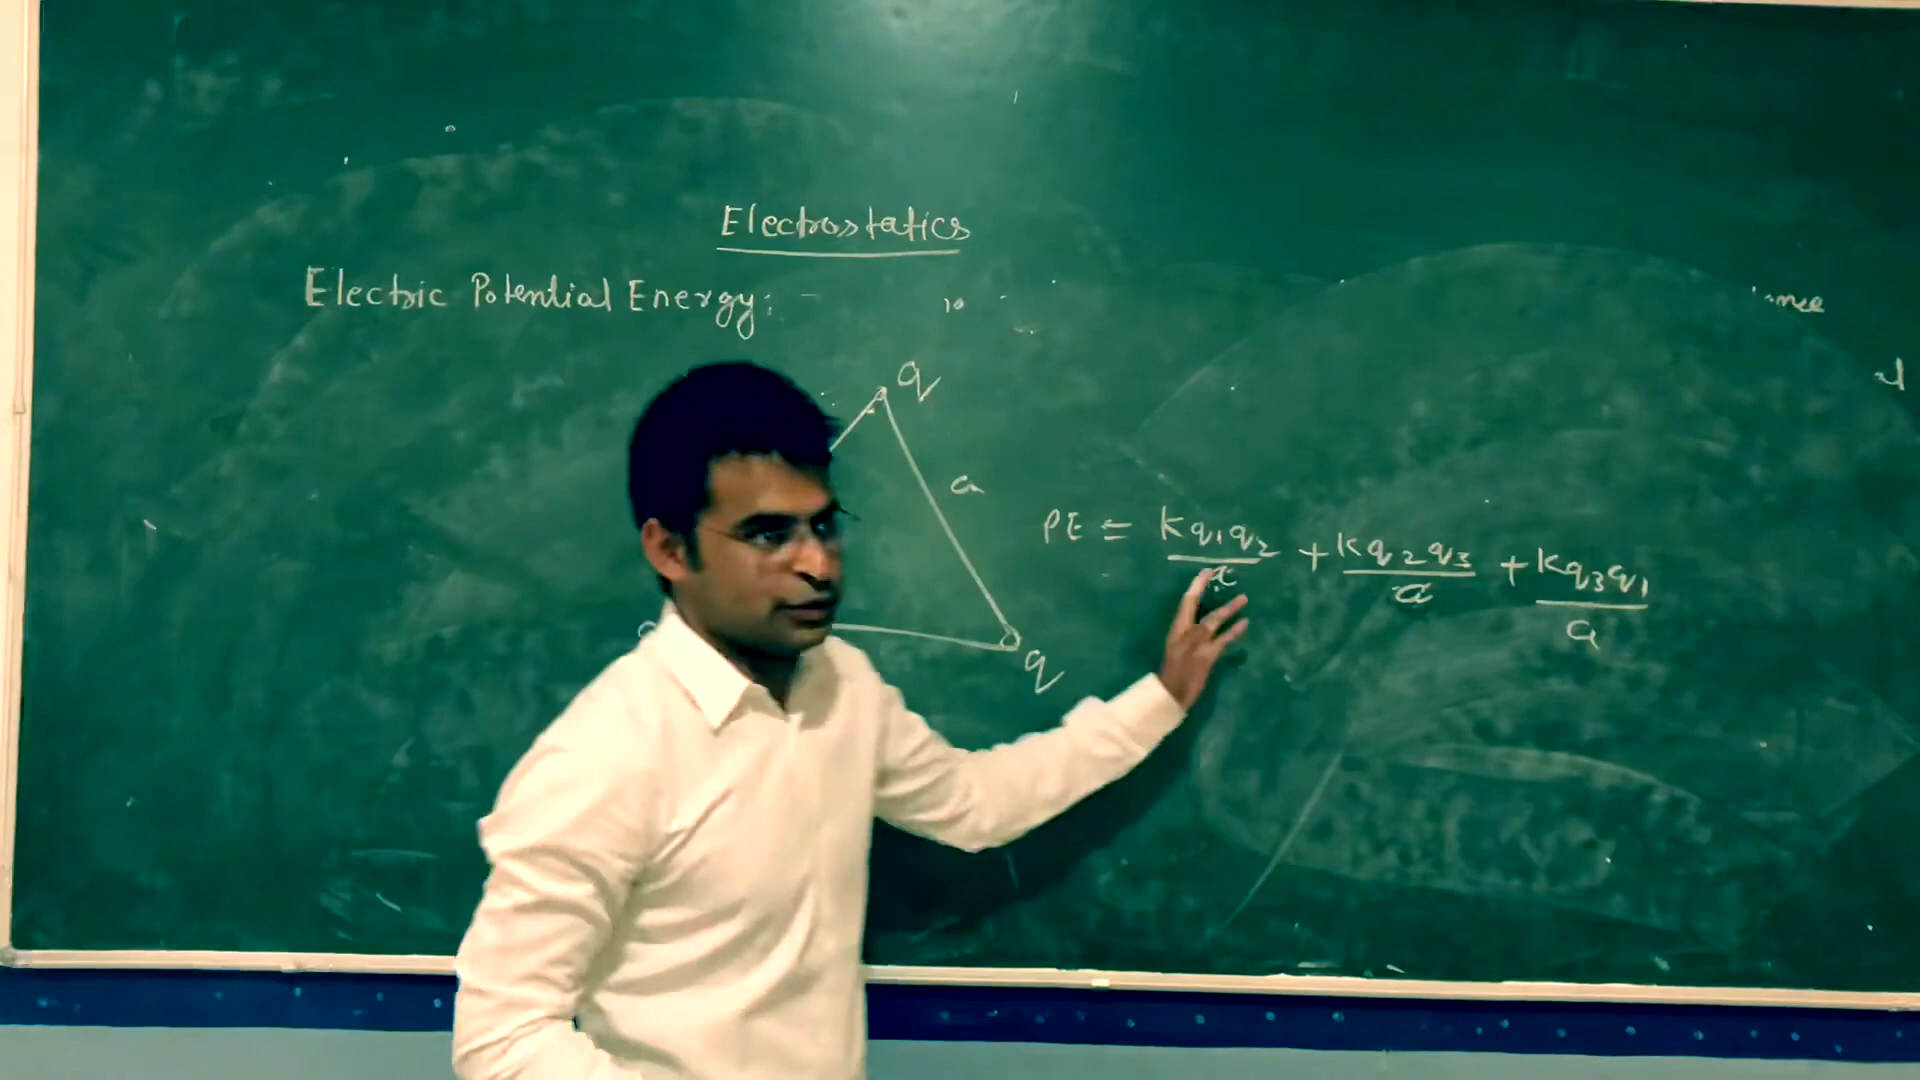 Electrostatics
Electric Potential Energy: -
q
a
PE = kq₁q₂/a + kq₂q₃/a + kq₃q₁/a
q